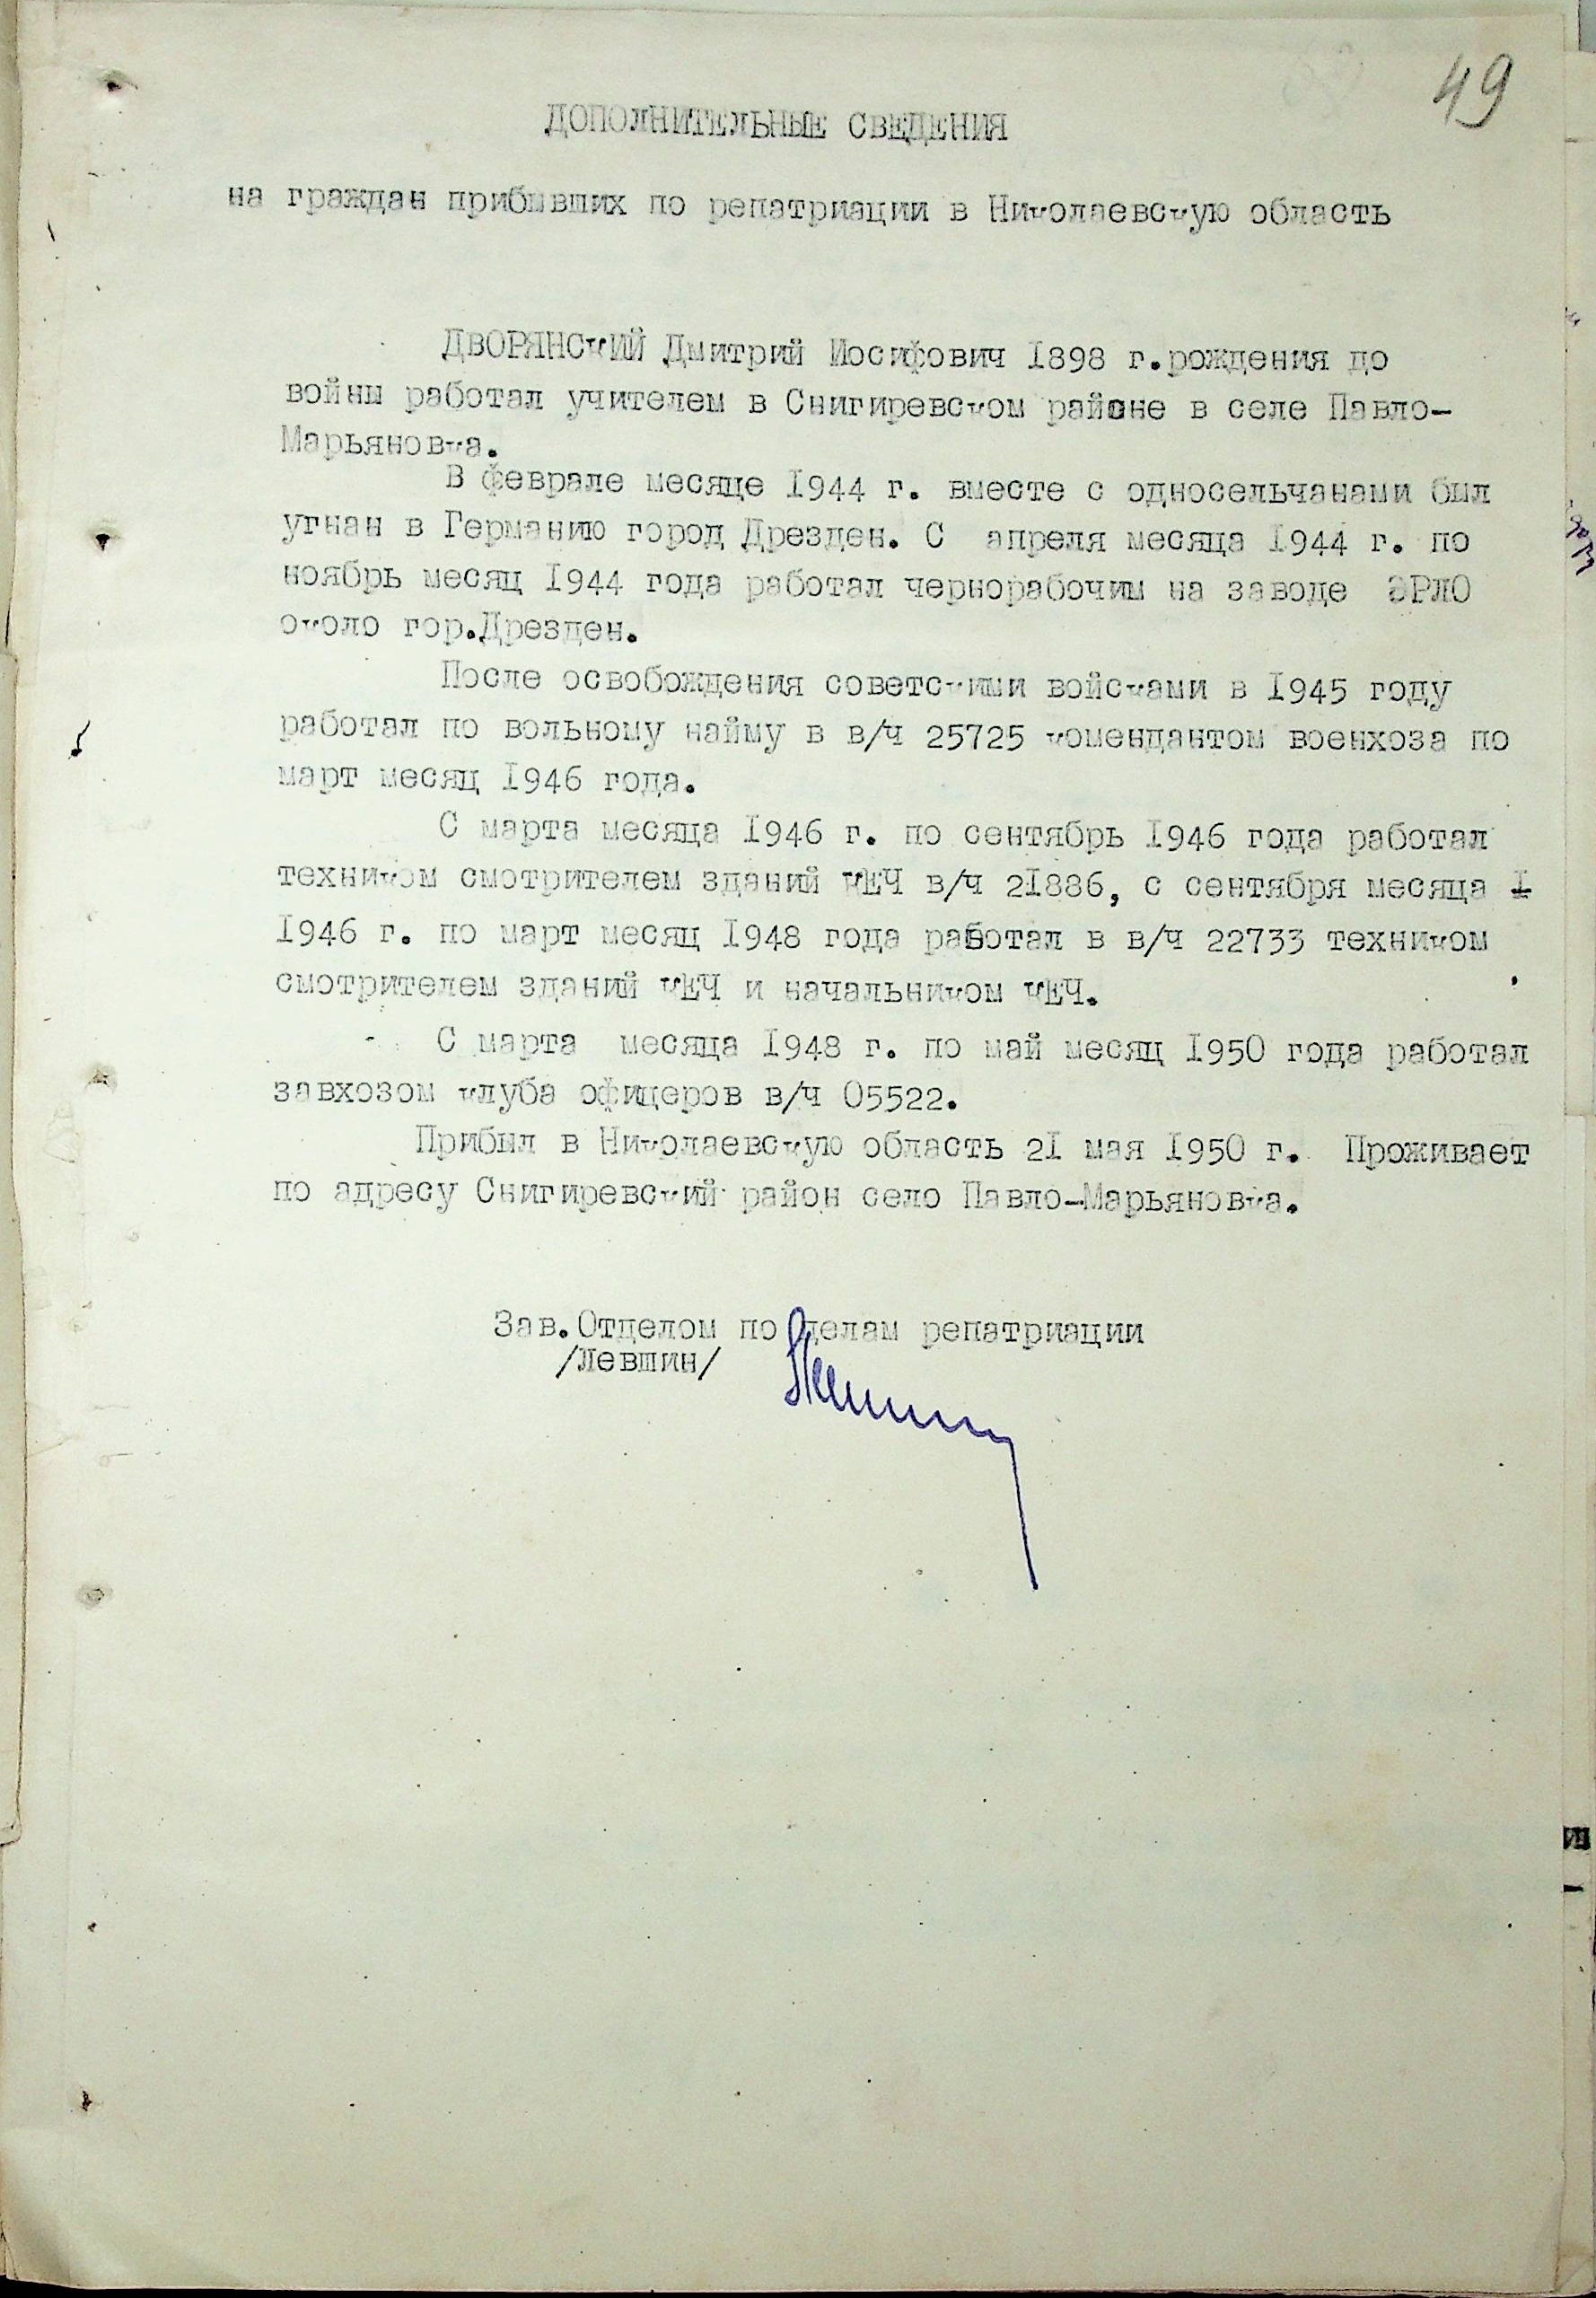 49
ДОПОЛНИТЕЛЬНЫЕ СВЕДЕНИЯ
на граждан прибывших по репатриации в Николаевскую область
ДВОРЯНСКИЙ Дмитрий Иосифович 1898 г.рождения до
войны работал учителем в Снигиревском районе в селе Павло-
Марьяновка.
В феврале месяце 1944 г. вместе с односельчанами был
угнан в Германию город Дрезден. С апреля месяца 1944 г. по
ноябрь месяц 1944 года работал чернорабочим на заводе ЭРЛО
около гор.Дрезден.
После освобождения советскими войсками в 1945 году
работал по вольному найму в в/ч 25725 комендантом военхоза по
март месяц 1946 года.
С марта месяца 1946 г. по сентябрь 1946 года работал
техником смотрителем зданий КЕЧ в/ч 21886, с сентября месяца 1
1946 г. по март месяц 1948 года работал в в/ч 22733 техником
смотрителем зданий КЕЧ и начальником КЕЧ.
С марта месяца 1948 г. по май месяц 1950 года работал
завхозом клуба офицеров в/ч 05522.
Прибыл в Николаевскую область 21 мая 1950 г. Проживает
по адресу Снигиревский район село Павло-Марьяновка.
Зав.Отделом по делам репатриации
/Левшин/